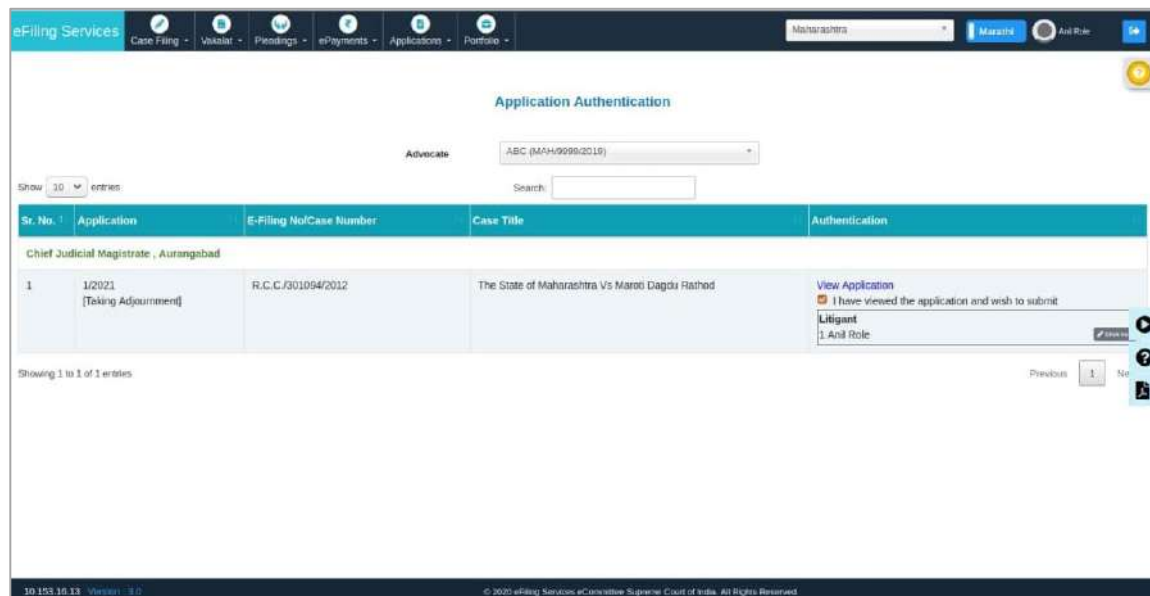 eFiling Services
Case Filing
Vakalat
Pleadings
ePayments
Applications
Portfolio
Maharashtra
Marathi
Anil Role
Application Authentication
Advocate
ABC (MAH/9999/2019)
Show 10 entries
Search:
Sr. No. Application E-Filing No/Case Number Case Title Authentication
Chief Judicial Magistrate , Aurangabad
1 1/2021 R.C.C./301094/2012 The State of Maharashtra Vs Maroti Dagdu Rathod View Application
[Taking Adjournment] I have viewed the application and wish to submit
Litigant
1 Anil Role
Showing 1 to 1 of 1 entries
Previous 1 Ne
10.153.16.13 Version : 3.0
© 2020 eFiling Services eCommittee Supreme Court of India. All Rights Reserved